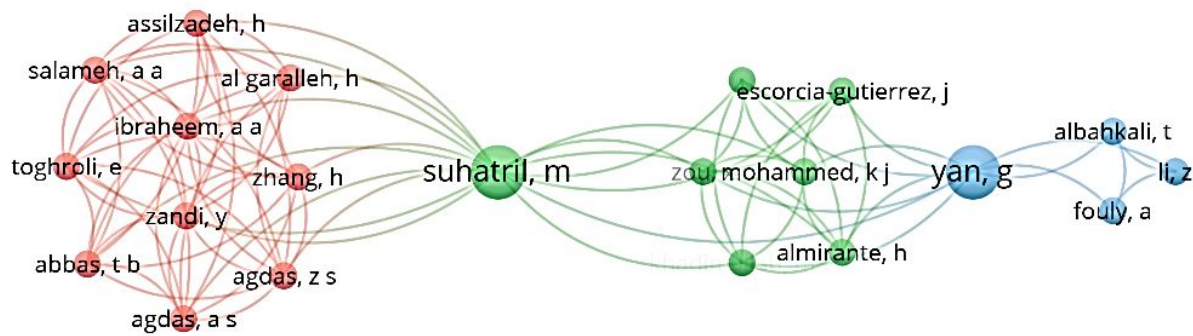 assilzadeh, h
salameh, a a
al garalleh, h
ibraheem, a a
toghroli, e
zhang, h
zandi, y
abbas, t b
agdas, z s
agdas, a s
suhatril, m
escorcia-gutierrez, j
zou
mohammed, k j
almirante, h
yan, g
albahkali, t
li, z
fouly, a